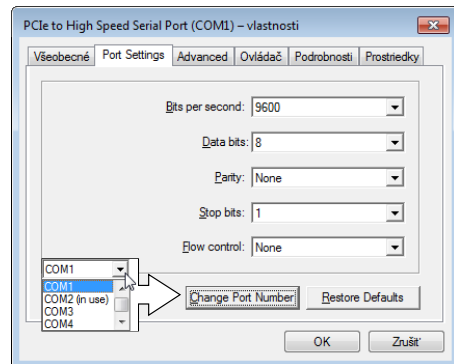 PCIe to High Speed Serial Port (COM1) – vlastnosti
Všeobecné Port Settings Advanced Ovládač Podrobnosti Prostriedky
Bits per second: 9600
Data bits: 8
Parity: None
Stop bits: 1
Flow control: None
COM1
COM1
COM2 (in use)
COM3
COM4
Change Port Number Restore Defaults
OK Zrušiť